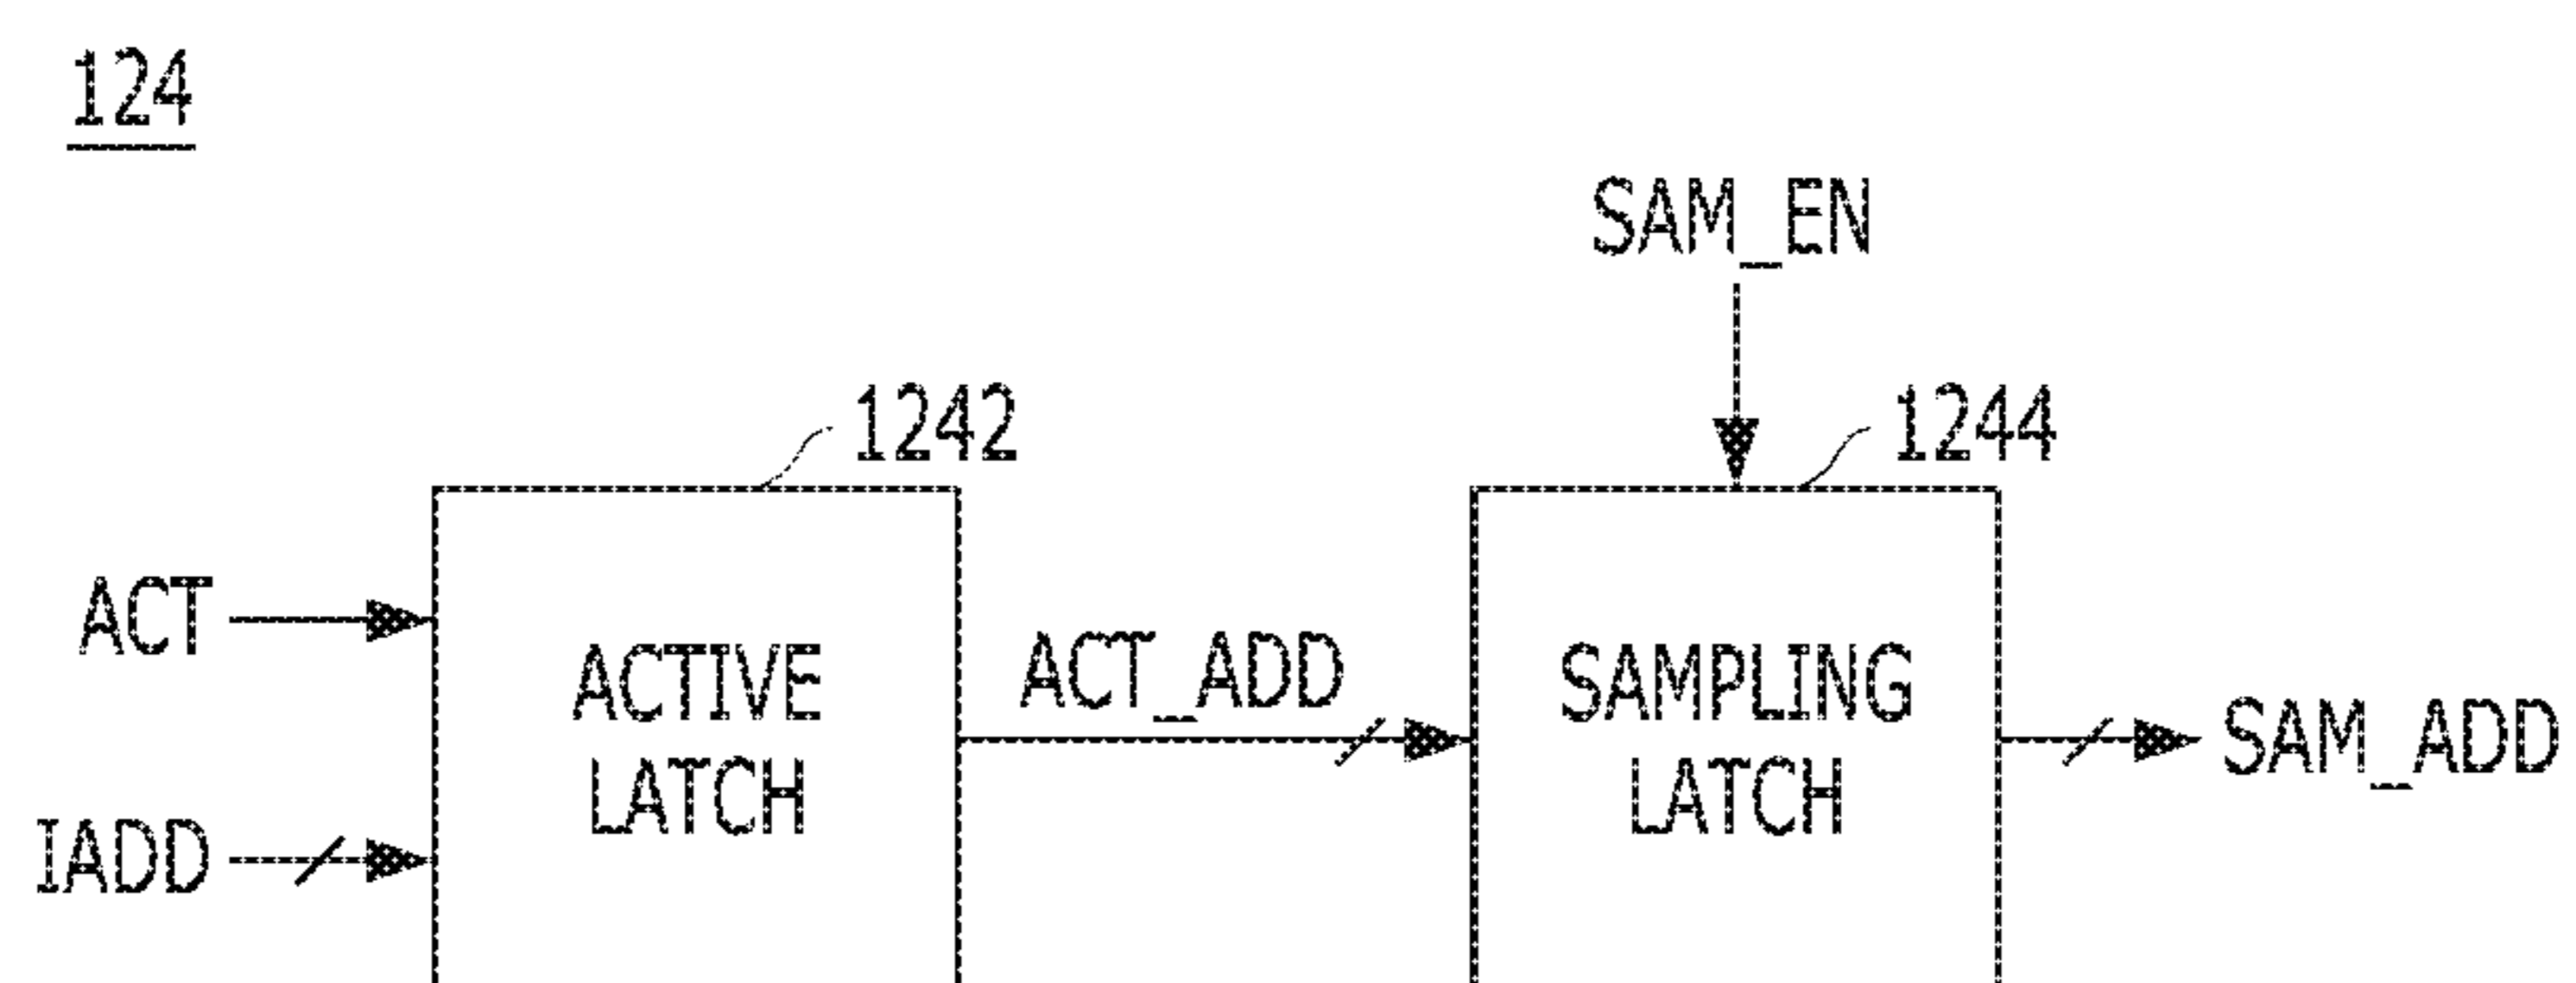 124
SAM_EN
1242
1244
ACT
ACTIVE
LATCH
ACT_ADD
SAMPLING
LATCH
SAM_ADD
IADD